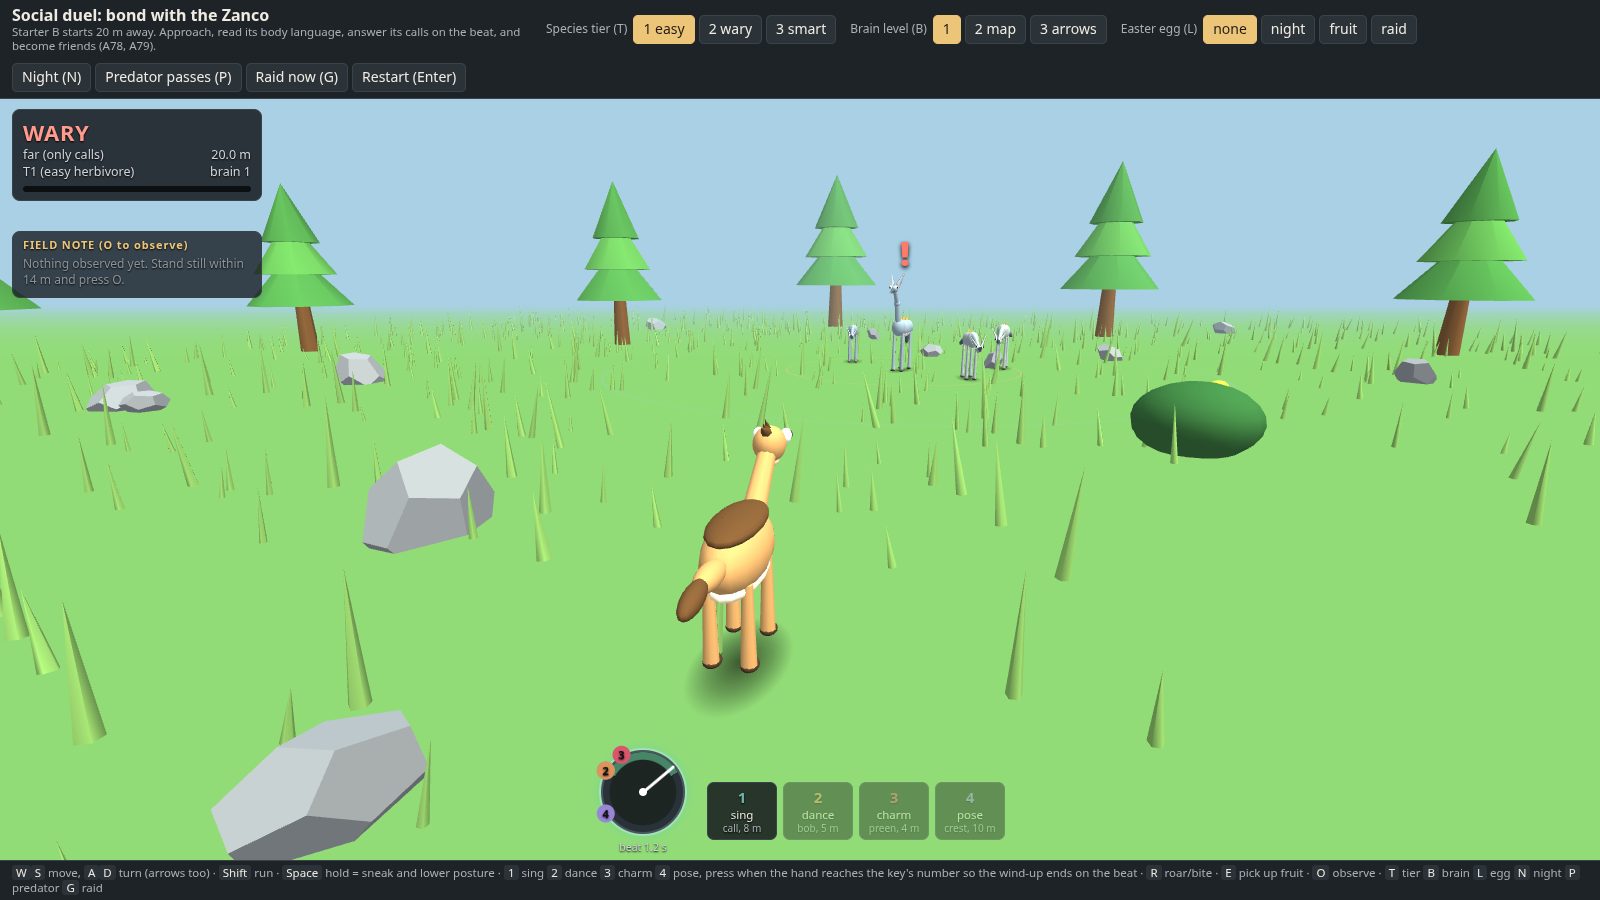 Social duel: bond with the Zanco
Starter B starts 20 m away. Approach, read its body language, answer its calls on the beat, and
become friends (A78, A79).
Species tier (T) 1 easy 2 wary 3 smart Brain level (B) 1 2 map 3 arrows Easter egg (L) none night fruit raid
Night (N) Predator passes (P) Raid now (G) Restart (Enter)
WARY
far (only calls) 20.0 m
T1 (easy herbivore) brain 1
FIELD NOTE (O to observe)
Nothing observed yet. Stand still within
14 m and press O.
!
3
2
4
beat 1.2 s
1 2 3 4
sing dance charm pose
call, 8 m bob, 5 m preen, 4 m crest, 10 m
W S move, A D turn (arrows too) · Shift run · Space hold = sneak and lower posture · 1 sing 2 dance 3 charm 4 pose, press when the hand reaches the key's number so the wind-up ends on the beat · R roar/bite · E pick up fruit · O observe · T tier B brain L egg N night P
predator G raid